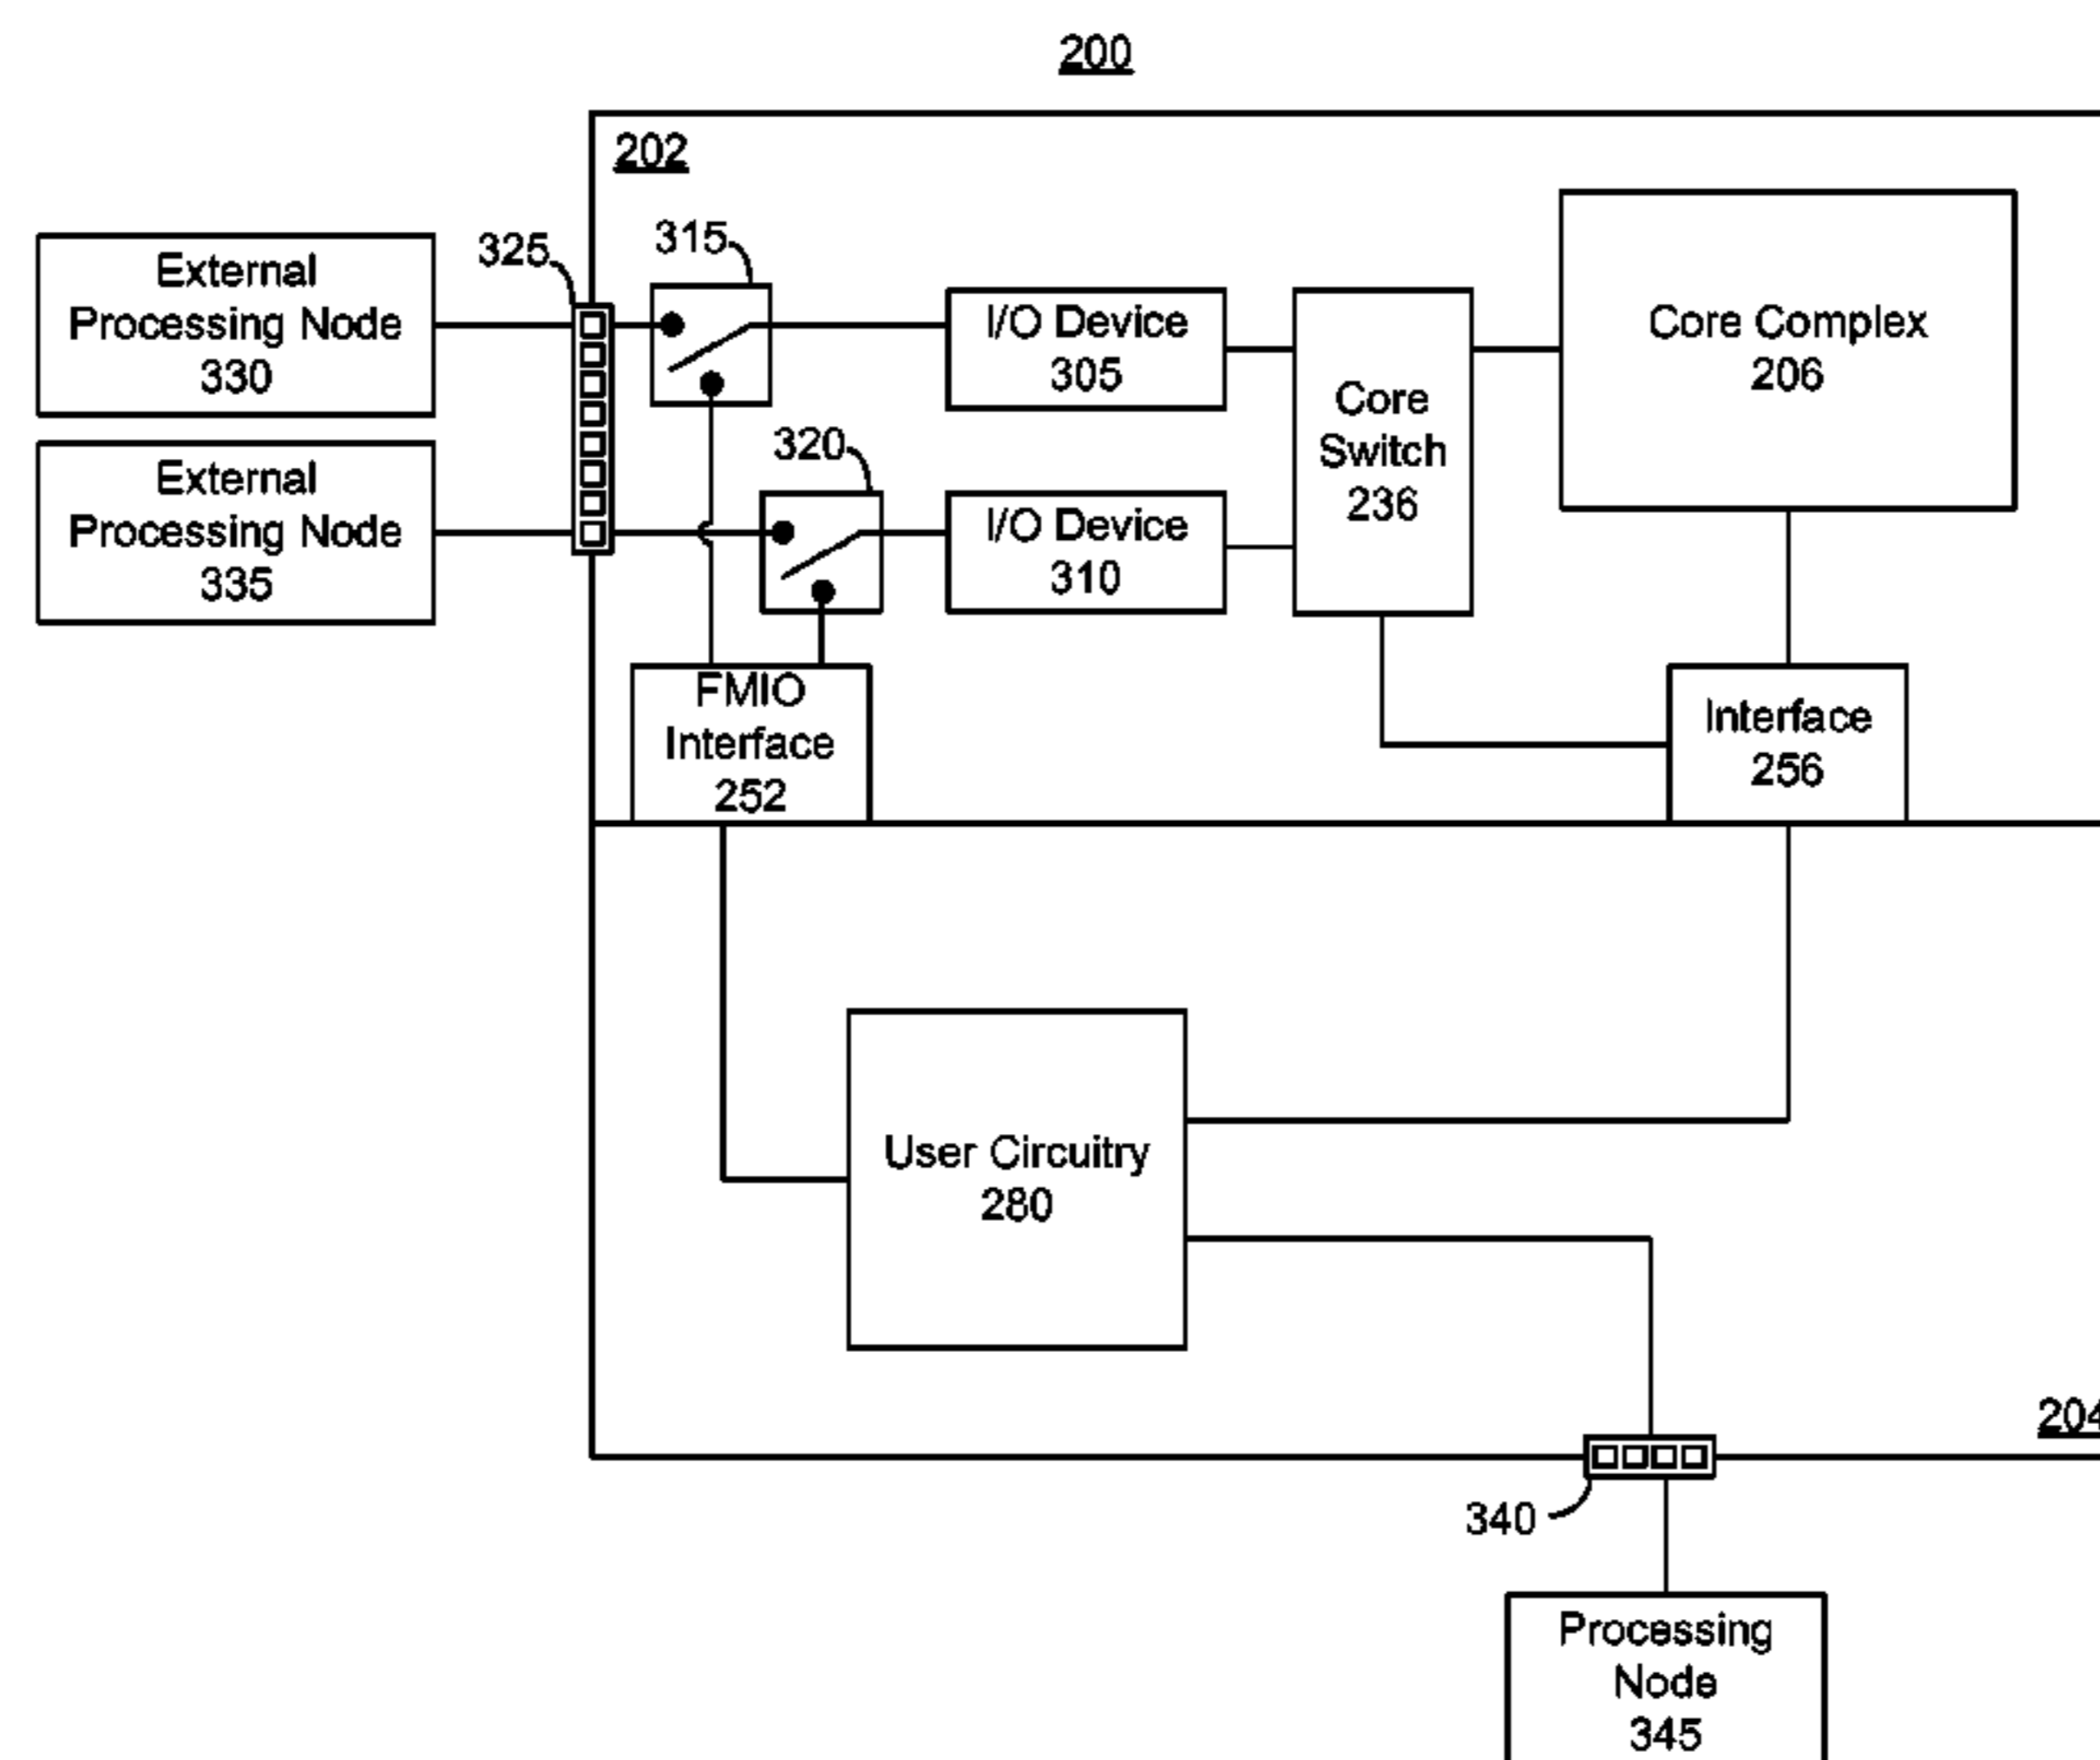 200
202
325
315
External
Processing Node
330
I/O Device
305
Core Complex
206
Core
Switch
236
320
External
Processing Node
335
I/O Device
310
FMIO
Interface
252
Interface
256
User Circuitry
280
204
340
Processing
Node
345